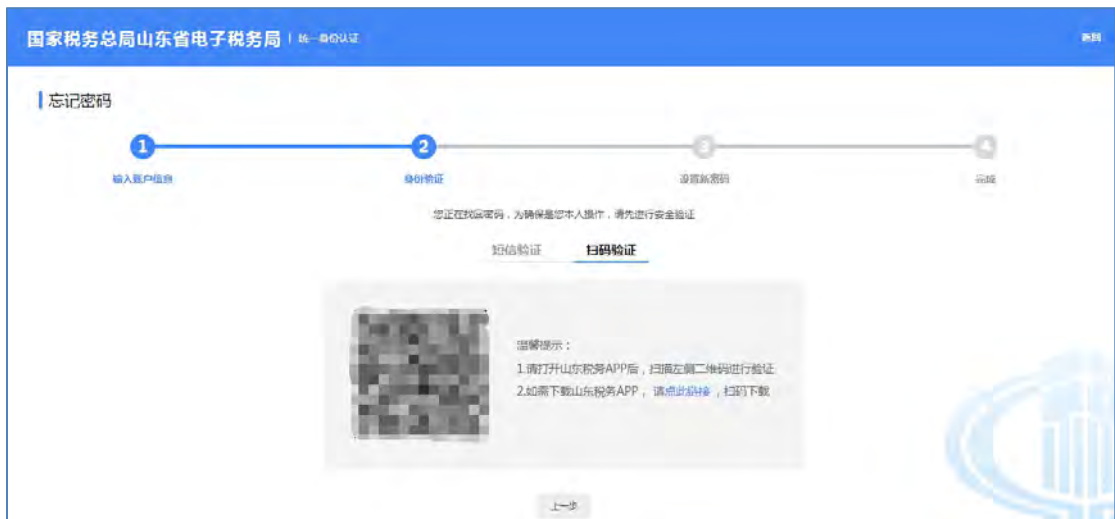 国家税务总局山东省电子税务局 | 统一身份认证
返回
忘记密码
1
2
3
4
输入账户信息
身份验证
设置新密码
完成
您正在找回密码，为确保是您本人操作，请先进行安全验证
短信验证
扫码验证
温馨提示：
1.请打开山东税务APP后，扫描左侧二维码进行验证
2.如需下载山东税务APP，请点此链接，扫码下载
上一步